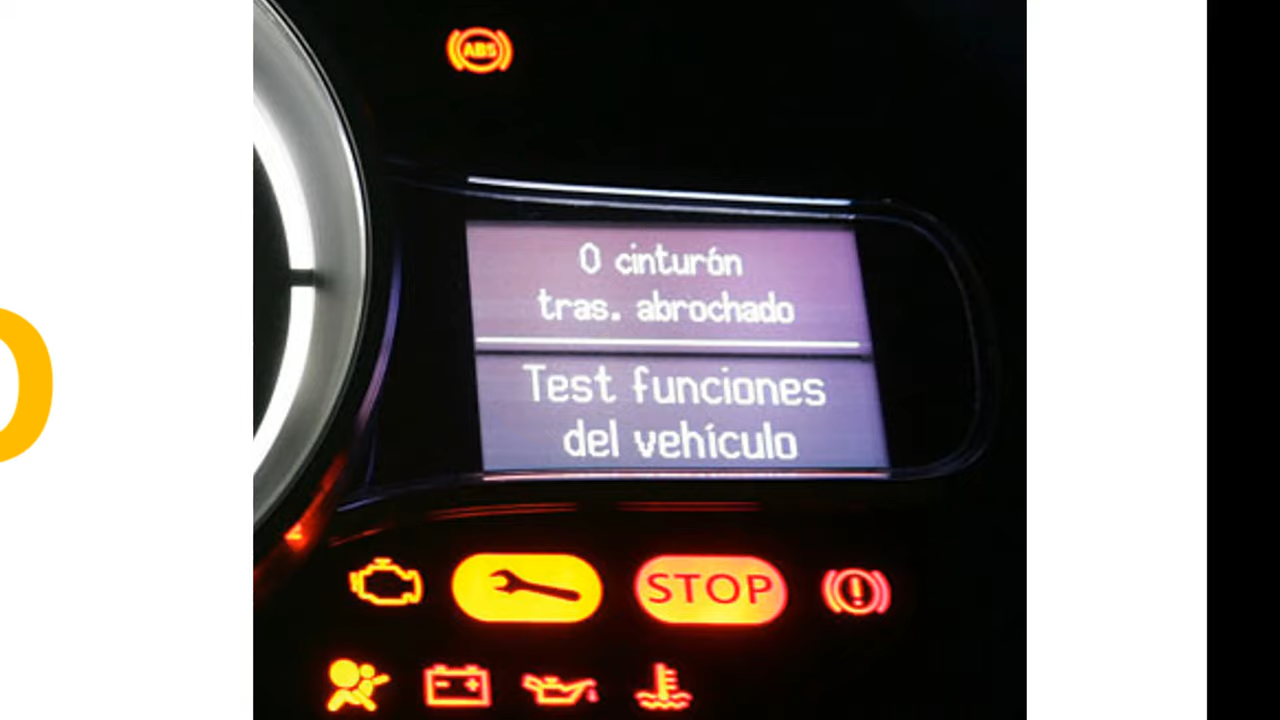 ABS
0 cinturón
tras. abrochado
Test funciones
del vehículo
STOP